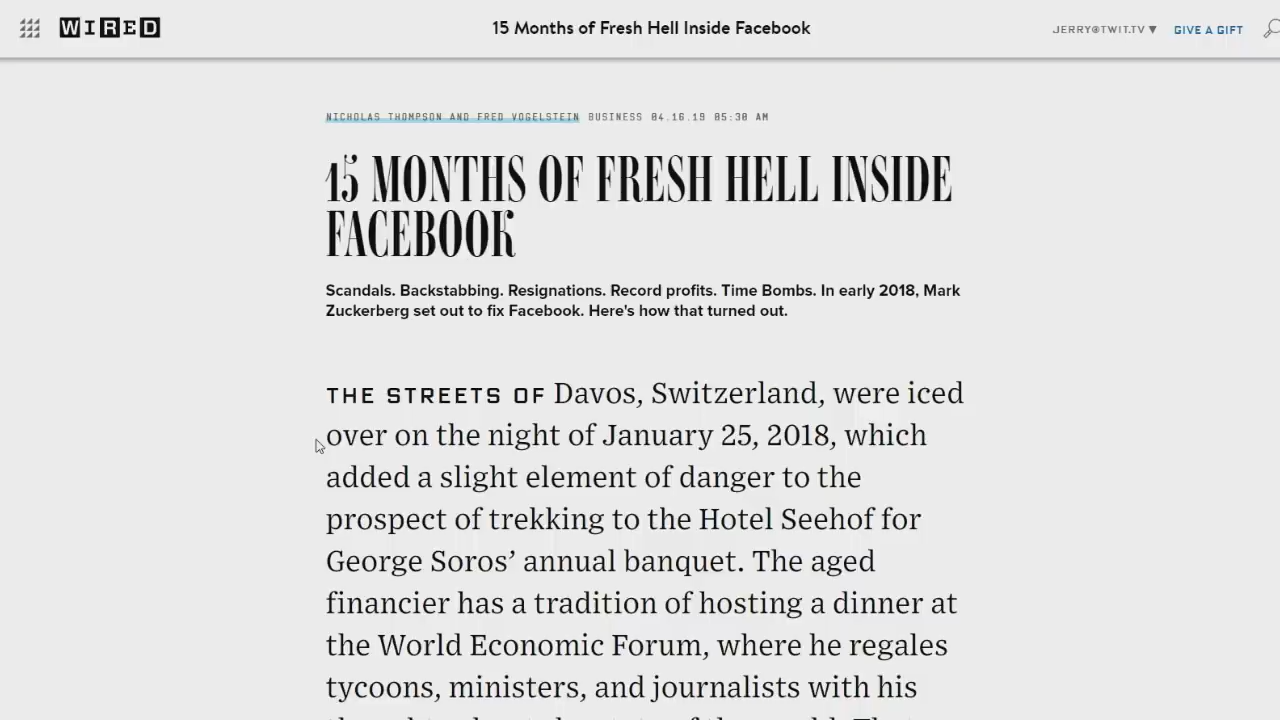 WIRED
15 Months of Fresh Hell Inside Facebook
JERRY@TWIT.TV ▼
GIVE A GIFT
NICHOLAS THOMPSON AND FRED VOGELSTEIN BUSINESS 04.16.19 05:30 AM
15 MONTHS OF FRESH HELL INSIDE
FACEBOOK
Scandals. Backstabbing. Resignations. Record profits. Time Bombs. In early 2018, Mark
Zuckerberg set out to fix Facebook. Here's how that turned out.
THE STREETS OF Davos, Switzerland, were iced
over on the night of January 25, 2018, which
added a slight element of danger to the
prospect of trekking to the Hotel Seehof for
George Soros’ annual banquet. The aged
financier has a tradition of hosting a dinner at
the World Economic Forum, where he regales
tycoons, ministers, and journalists with his